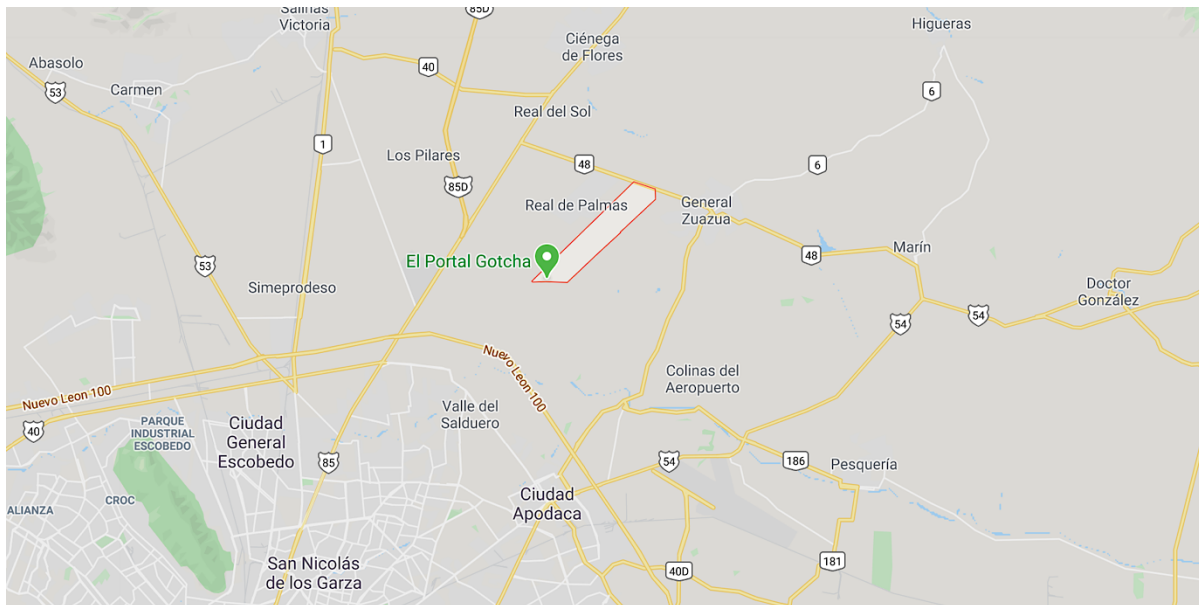 Salinas
Victoria
85D
Ciénega
de Flores
Higueras
Abasolo
53
Carmen
40
6
Real del Sol
1
Los Pilares
48
6
85D
Real de Palmas
General
Zuazua
El Portal Gotcha
48
Marín
53
Simeprodeso
Doctor
González
54
54
Nuevo Leon 100
Nuevo Leon 100
Colinas del
Aeropuerto
Valle del
Salduero
40
PARQUE
INDUSTRIAL
ESCOBEDO
Ciudad
General
Escobedo
85
54
186
Pesquería
CROC
ALIANZA
Ciudad
Apodaca
San Nicolás
de los Garza
40D
181